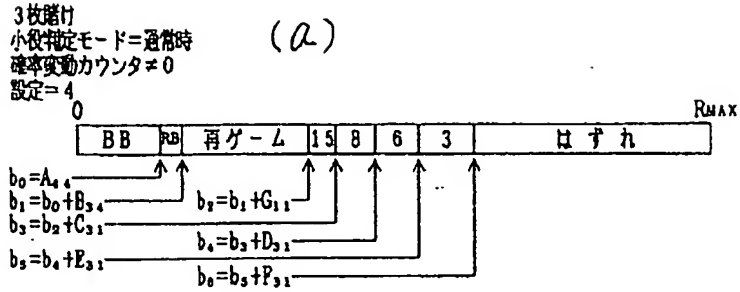 3枚賭け
(a)
小役判定モード=通常時
確率変動カウンタ≠0
設定=4
0 RMAX
BB RB 再ゲーム 15 8 6 3 はずれ
b₀=A₄₄
b₁=b₀+B₃₄ b₂=b₁+G₁₁
b₃=b₂+C₃₁
b₄=b₃+D₃₁
b₅=b₄+E₃₁
b₆=b₅+F₃₁